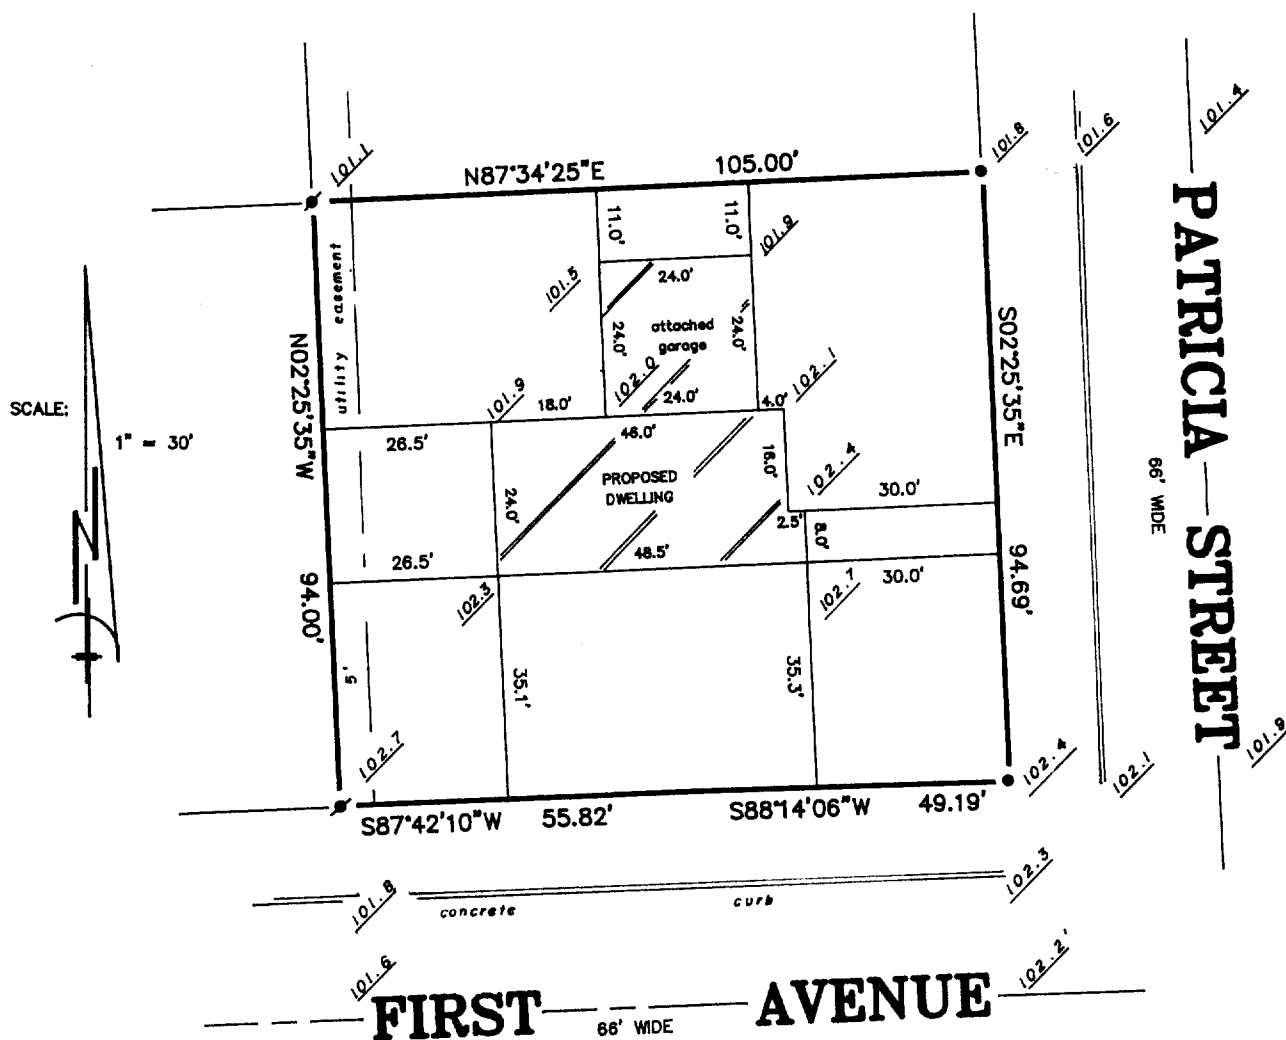 101.4
101.6
101.8
101.1
N87°34'25"E 105.00'
11.0'
11.0'
101.9
101.5
24.0'
utility easement
24.0'
attached
garage
24.0'
N02°25'35"W
S02°25'35"E
PATRICIA STREET
66' WIDE
SCALE:
1" = 30'
N
101.9
18.0'
102.0
24.0'
4.0'
102.1
26.5'
46.0'
16.0'
102.4
24.0'
PROPOSED
DWELLING
30.0'
2.5'
8.0'
26.5'
48.5'
30.0'
102.3
102.7
94.00'
94.69'
5'
35.1'
35.3'
102.7
102.4
102.1
101.9
S87°42'10"W 55.82' S88°14'06"W 49.19'
101.8
concrete curb
102.3
101.6
102.2'
FIRST AVENUE
66' WIDE